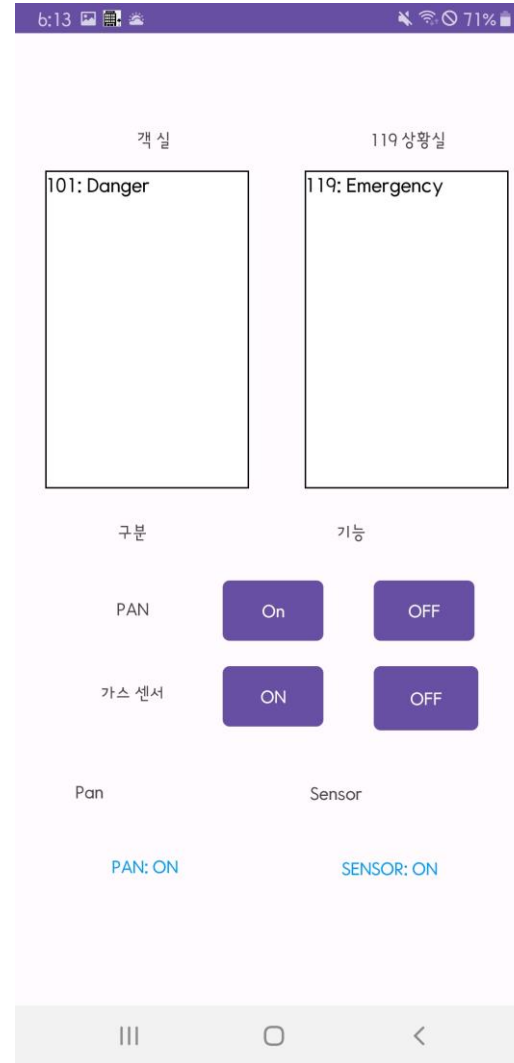 6:13 71%
객 실 119 상황실
101: Danger 119: Emergency
구분 기능
PAN On OFF
가스 센서 ON OFF
Pan Sensor
PAN: ON SENSOR: ON